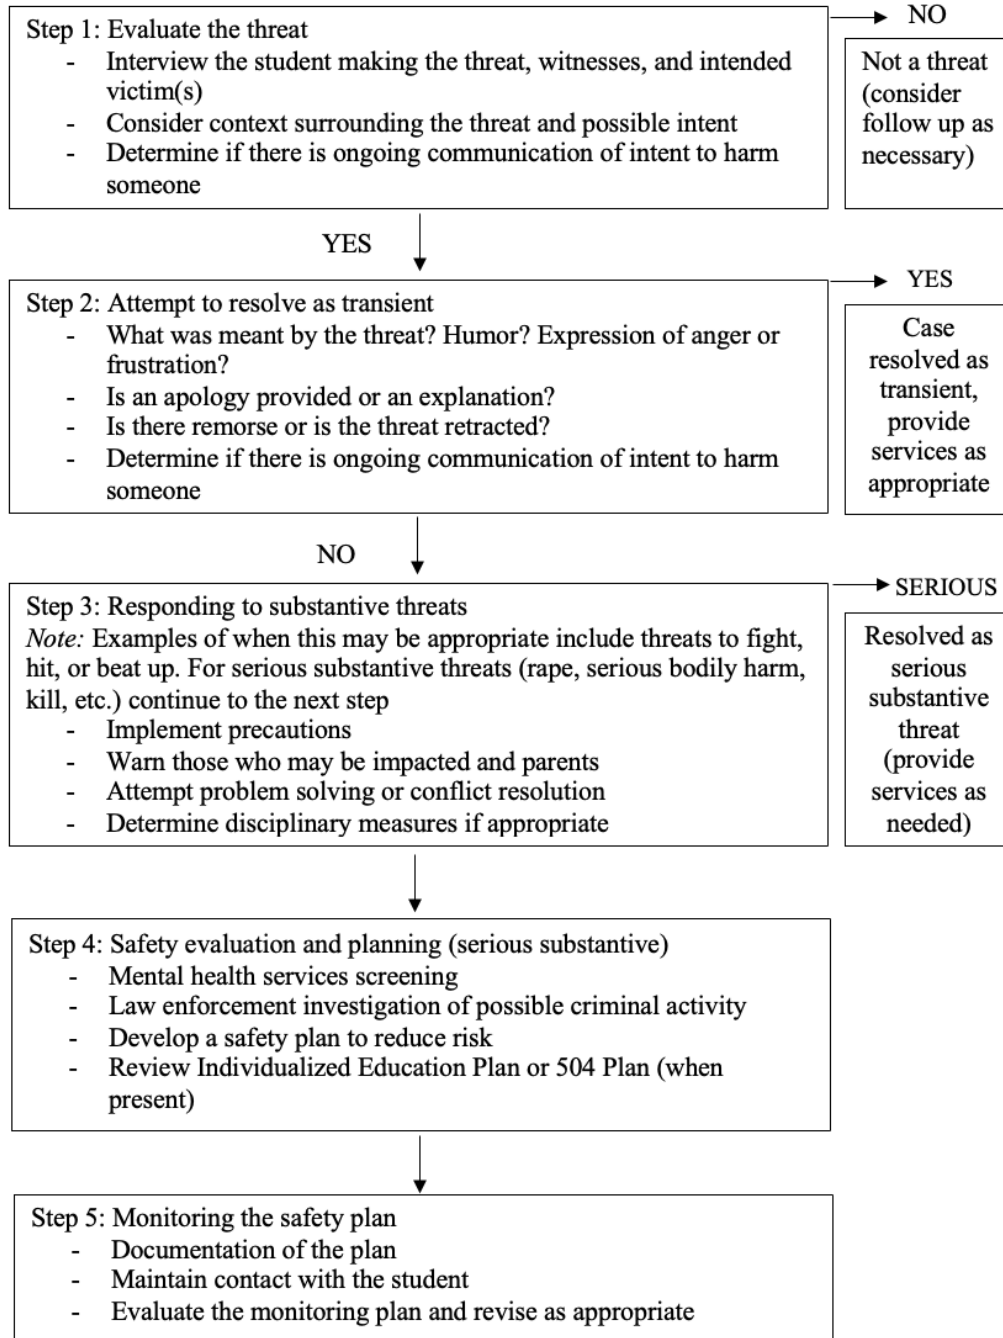 Step 1: Evaluate the threat
- Interview the student making the threat, witnesses, and intended
victim(s)
- Consider context surrounding the threat and possible intent
- Determine if there is ongoing communication of intent to harm
someone
NO
Not a threat
(consider
follow up as
necessary)
YES
Step 2: Attempt to resolve as transient
- What was meant by the threat? Humor? Expression of anger or
frustration?
- Is an apology provided or an explanation?
- Is there remorse or is the threat retracted?
- Determine if there is ongoing communication of intent to harm
someone
YES
Case
resolved as
transient,
provide
services as
appropriate
NO
Step 3: Responding to substantive threats
Note: Examples of when this may be appropriate include threats to fight,
hit, or beat up. For serious substantive threats (rape, serious bodily harm,
kill, etc.) continue to the next step
- Implement precautions
- Warn those who may be impacted and parents
- Attempt problem solving or conflict resolution
- Determine disciplinary measures if appropriate
SERIOUS
Resolved as
serious
substantive
threat
(provide
services as
needed)
Step 4: Safety evaluation and planning (serious substantive)
- Mental health services screening
- Law enforcement investigation of possible criminal activity
- Develop a safety plan to reduce risk
- Review Individualized Education Plan or 504 Plan (when
present)
Step 5: Monitoring the safety plan
- Documentation of the plan
- Maintain contact with the student
- Evaluate the monitoring plan and revise as appropriate